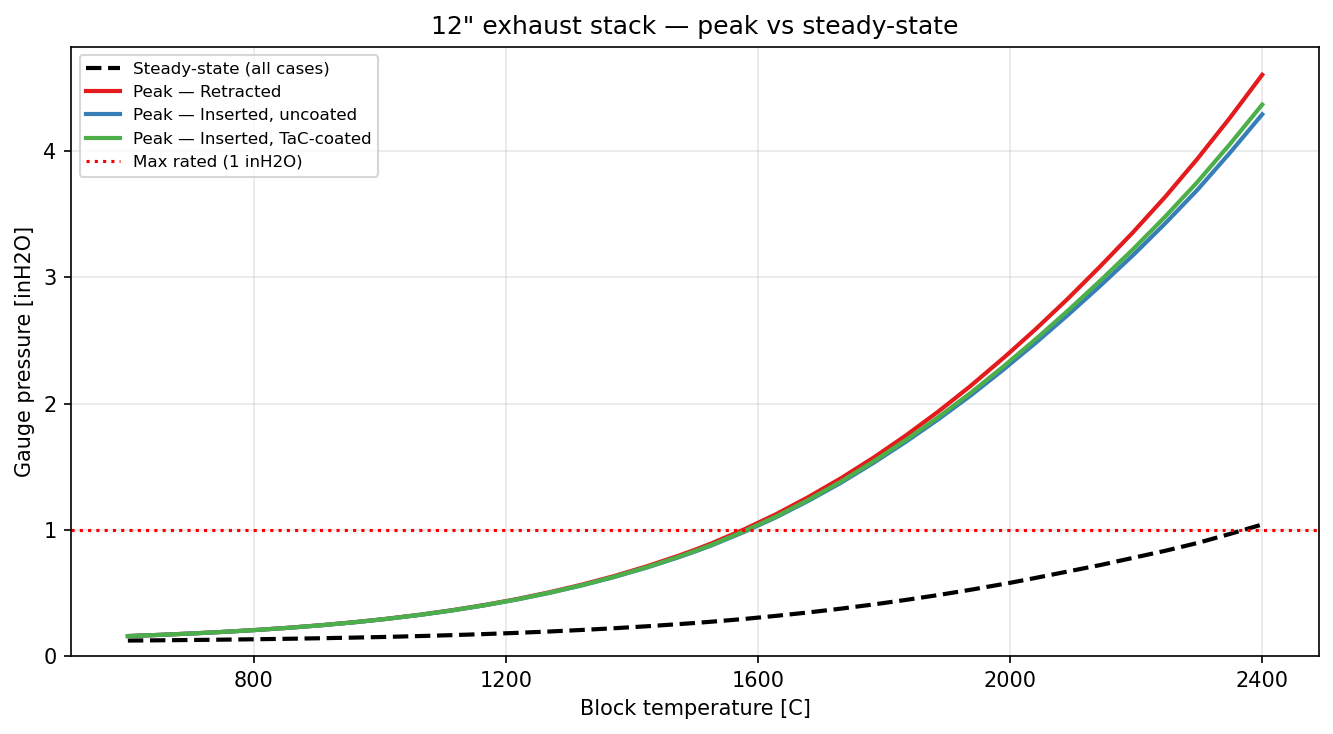 12" exhaust stack — peak vs steady-state
Steady-state (all cases)
Peak — Retracted
Peak — Inserted, uncoated
Peak — Inserted, TaC-coated
Max rated (1 inH2O)
Gauge pressure [inH2O]
4
3
2
1
0
800
1200
1600
2000
2400
Block temperature [C]